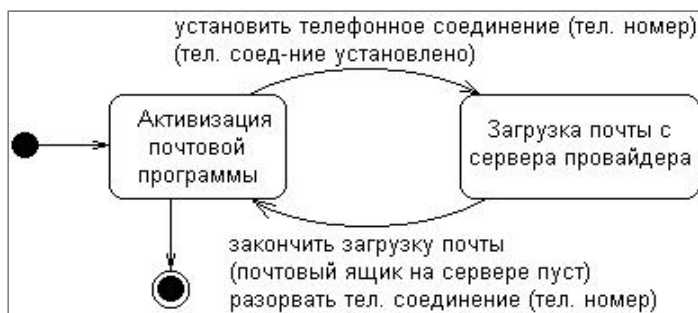 установить телефонное соединение (тел. номер)
(тел. соед-ние установлено)
Активизация
почтовой
программы
Загрузка почты с
сервера провайдера
закончить загрузку почты
(почтовый ящик на сервере пуст)
разорвать тел. соединение (тел. номер)